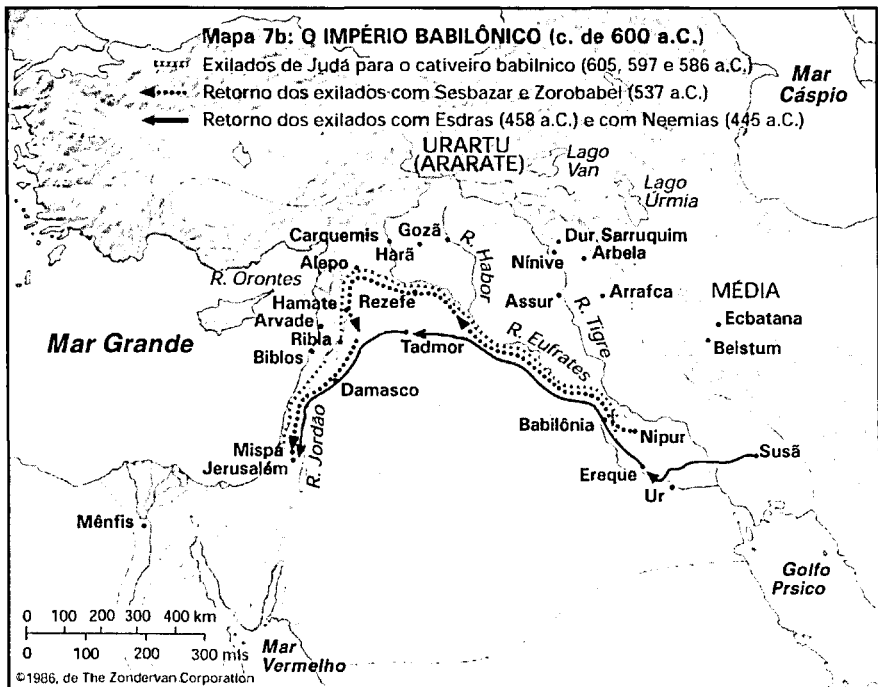 Mapa 7b: O IMPÉRIO BABILÔNICO (c. de 600 a.C.)
Exilados de Judá para o cativeiro babilnico (605, 597 e 586 a.C.)
Retorno dos exilados com Sesbazar e Zorobabel (537 a.C.)
Retorno dos exilados com Esdras (458 a.C.) e com Neemias (445 a.C.)
Mar
Cáspio
URARTU
(ARARATE)
Lago
Van
Lago
Úrmia
Carquemis
Gozã
Harã
R. Habor
Dur Sarruquim
Nínive
Arbela
Alepo
R. Orontes
Hamate
Rezefe
Assur
Arrafca
MÉDIA
Arvade
Ribla
Biblos
Ecbatana
Beistum
Mar Grande
Tadmor
R. Eufrates
R. Tigre
Damasco
R. Jordão
Babilônia
Nipur
Mispá
Jerusalém
Susã
Ereque
Ur
Mênfis
Golfo
Prsico
0 100 200 300 400 km
0 100 200 300 mls
Mar
Vermelho
©1986, de The Zondervan Corporation